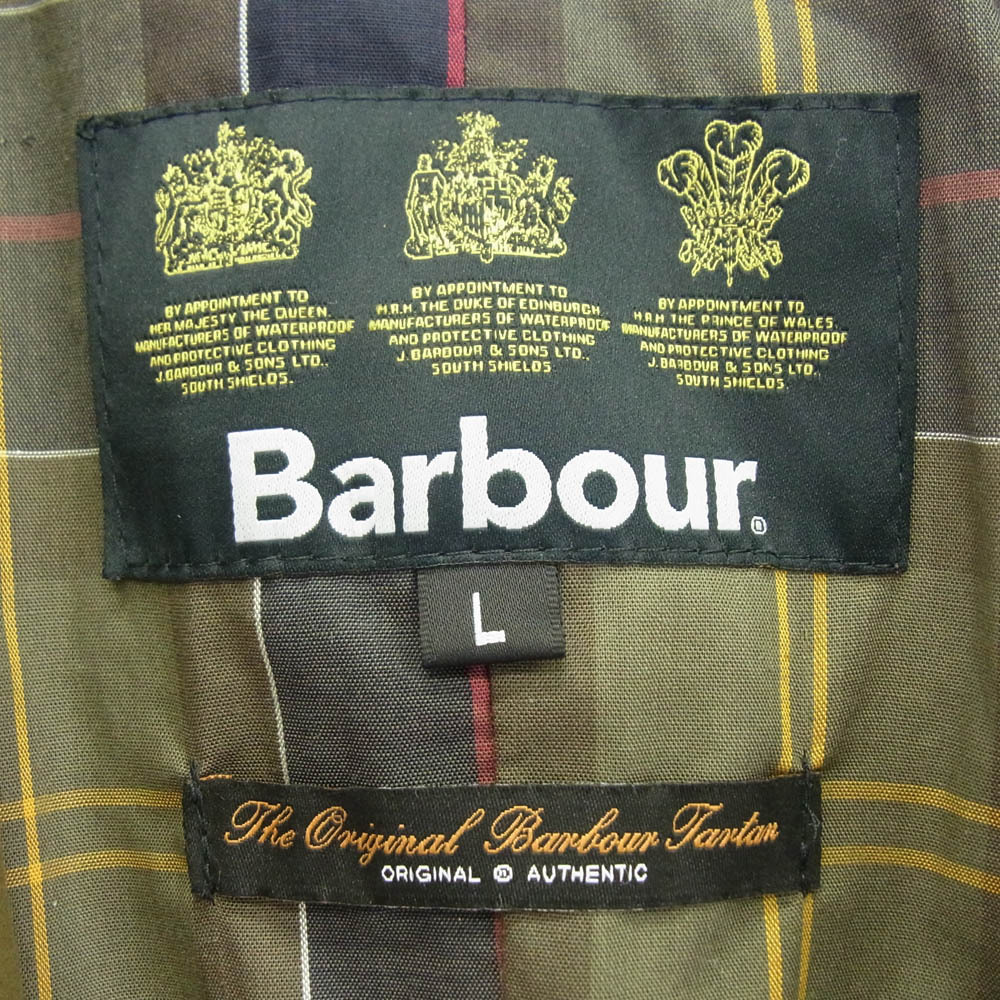 BY APPOINTMENT TO
HER MAJESTY THE QUEEN
MANUFACTURERS OF WATERPROOF
AND PROTECTIVE CLOTHING
J.BARBOUR & SONS LTD.,
SOUTH SHIELDS.
BY APPOINTMENT TO
H.R.H. THE DUKE OF EDINBURGH
MANUFACTURERS OF WATERPROOF
AND PROTECTIVE CLOTHING
J.BARBOUR & SONS LTD.,
SOUTH SHIELDS.
BY APPOINTMENT TO
H.R.H THE PRINCE OF WALES,
MANUFACTURERS OF WATERPROOF
AND PROTECTIVE CLOTHING
J.BARBOUR & SONS LTD.,
SOUTH SHIELDS.
Barbour®
L
The Original Barbour Tartan
ORIGINAL AUTHENTIC